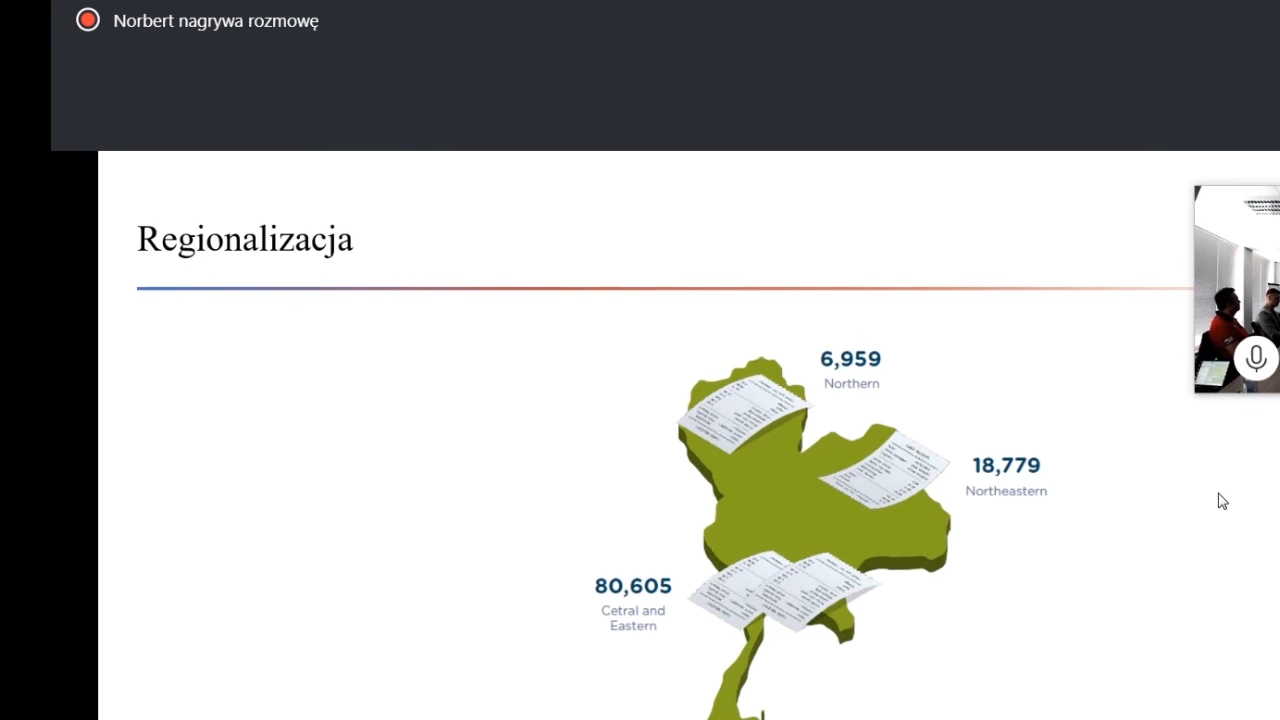 Norbert nagrywa rozmowę
Regionalizacja
6,959
Northern
18,779
Northeastern
80,605
Cetral and
Eastern